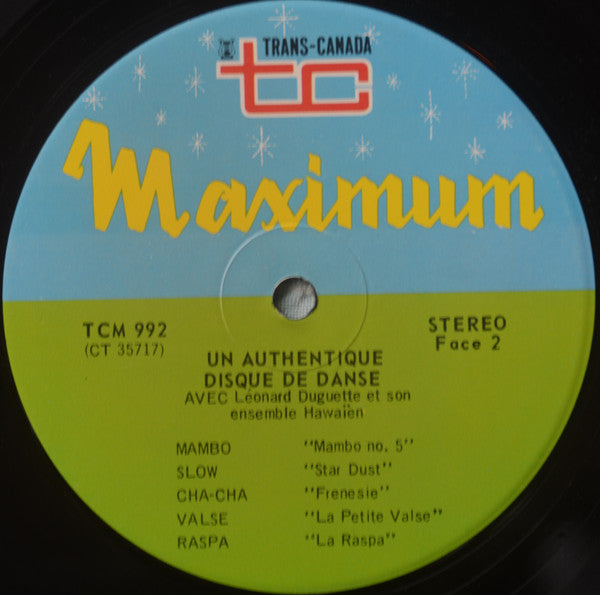 TRANS-CANADA
tc
Maximum
TCM 992
(CT 35717)
STEREO
Face 2
UN AUTHENTIQUE
DISQUE DE DANSE
AVEC Léonard Duguette et son
ensemble Hawaïen
MAMBO "Mambo no. 5"
SLOW "Star Dust"
CHA-CHA "Frenesie"
VALSE "La Petite Valse"
RASPA "La Raspa"